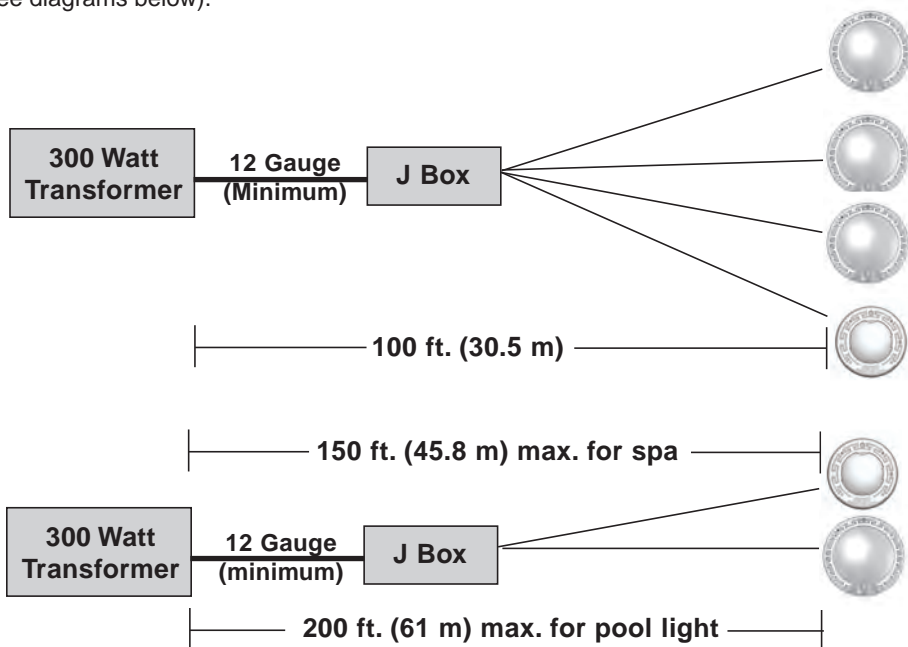 ee diagrams below).
300 Watt
Transformer
12 Gauge
(Minimum)
J Box
100 ft. (30.5 m)
150 ft. (45.8 m) max. for spa
300 Watt
Transformer
12 Gauge
(minimum)
J Box
200 ft. (61 m) max. for pool light